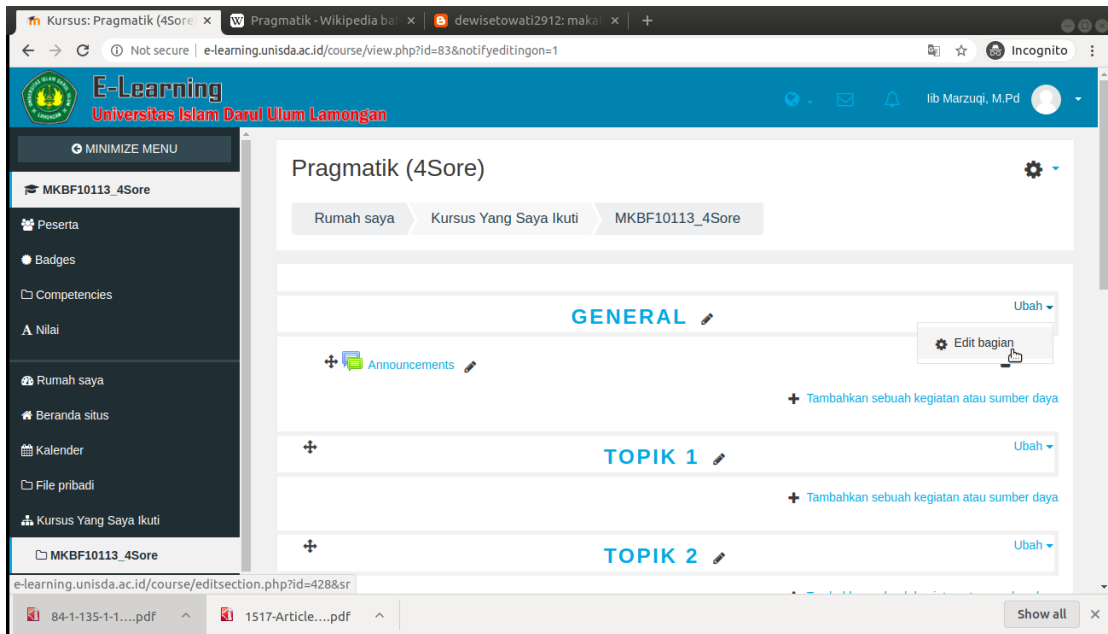 Kursus: Pragmatik (4Sore
Pragmatik - Wikipedia bah
dewisetowati2912: makal
Not secure | e-learning.unisda.ac.id/course/view.php?id=83&notifyeditingon=1
Incognito
E-Learning
Universitas Islam Darul Ulum Lamongan
Iib Marzuqi, M.Pd
MINIMIZE MENU
MKBF10113_4Sore
Peserta
Badges
Competencies
Nilai
Rumah saya
Beranda situs
Kalender
File pribadi
Kursus Yang Saya Ikuti
MKBF10113_4Sore
Pragmatik (4Sore)
Rumah saya
Kursus Yang Saya Ikuti
MKBF10113_4Sore
GENERAL
Ubah
Edit bagian
Announcements
Tambahkan sebuah kegiatan atau sumber daya
TOPIK 1
Ubah
Tambahkan sebuah kegiatan atau sumber daya
TOPIK 2
Ubah
e-learning.unisda.ac.id/course/editsection.php?id=428&sr
84-1-135-1-1....pdf
1517-Article....pdf
Show all